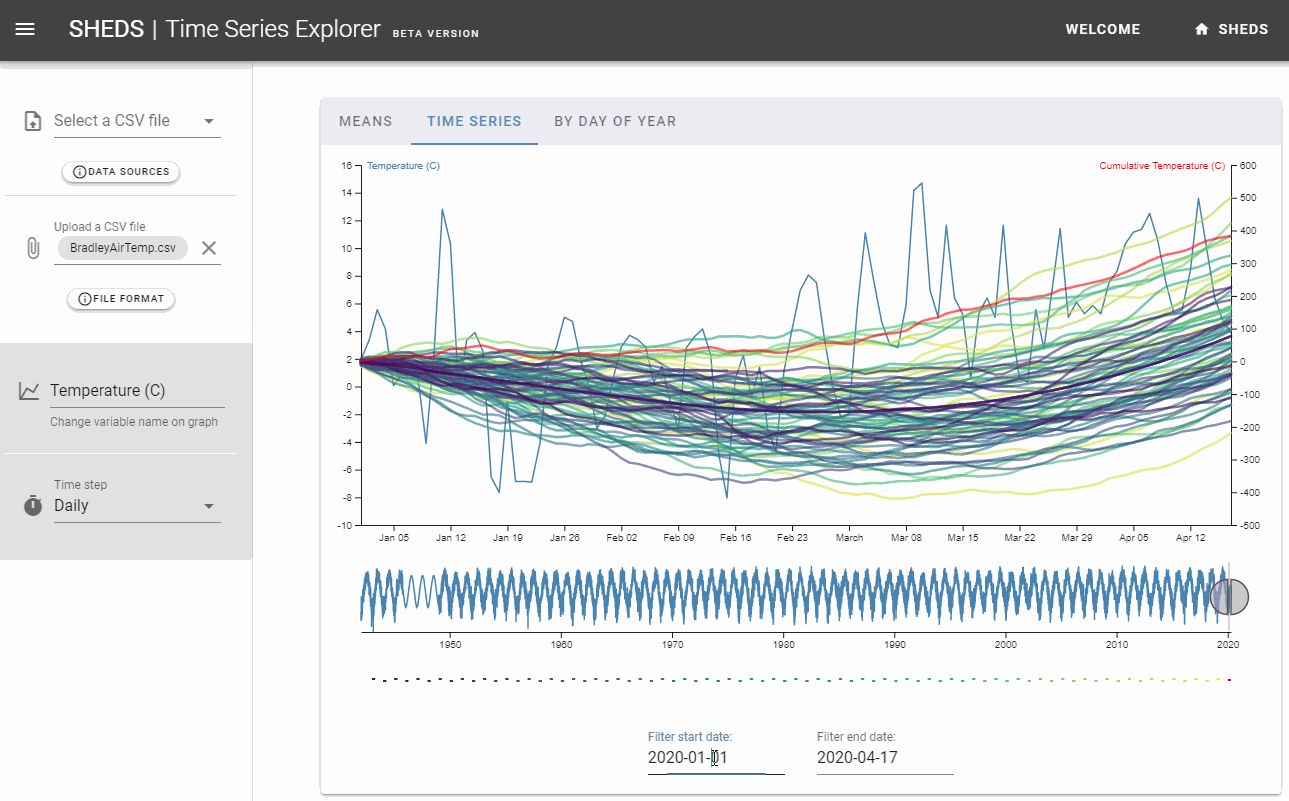 SHEDS | Time Series Explorer BETA VERSION
WELCOME
SHEDS
Select a CSV file
DATA SOURCES
Upload a CSV file
BradleyAirTemp.csv
FILE FORMAT
Temperature (C)
Change variable name on graph
Time step
Daily
MEANS TIME SERIES BY DAY OF YEAR
Temperature (C)
Cumulative Temperature (C)
16
14
12
10
8
6
4
2
0
-2
-4
-6
-8
-10
600
500
400
300
200
100
0
-100
-200
-300
-400
-500
Jan 05 Jan 12 Jan 19 Jan 26 Feb 02 Feb 09 Feb 16 Feb 23 March Mar 08 Mar 15 Mar 22 Mar 29 Apr 05 Apr 12
1950 1960 1970 1980 1990 2000 2010 2020
Filter start date:
2020-01-01
Filter end date:
2020-04-17